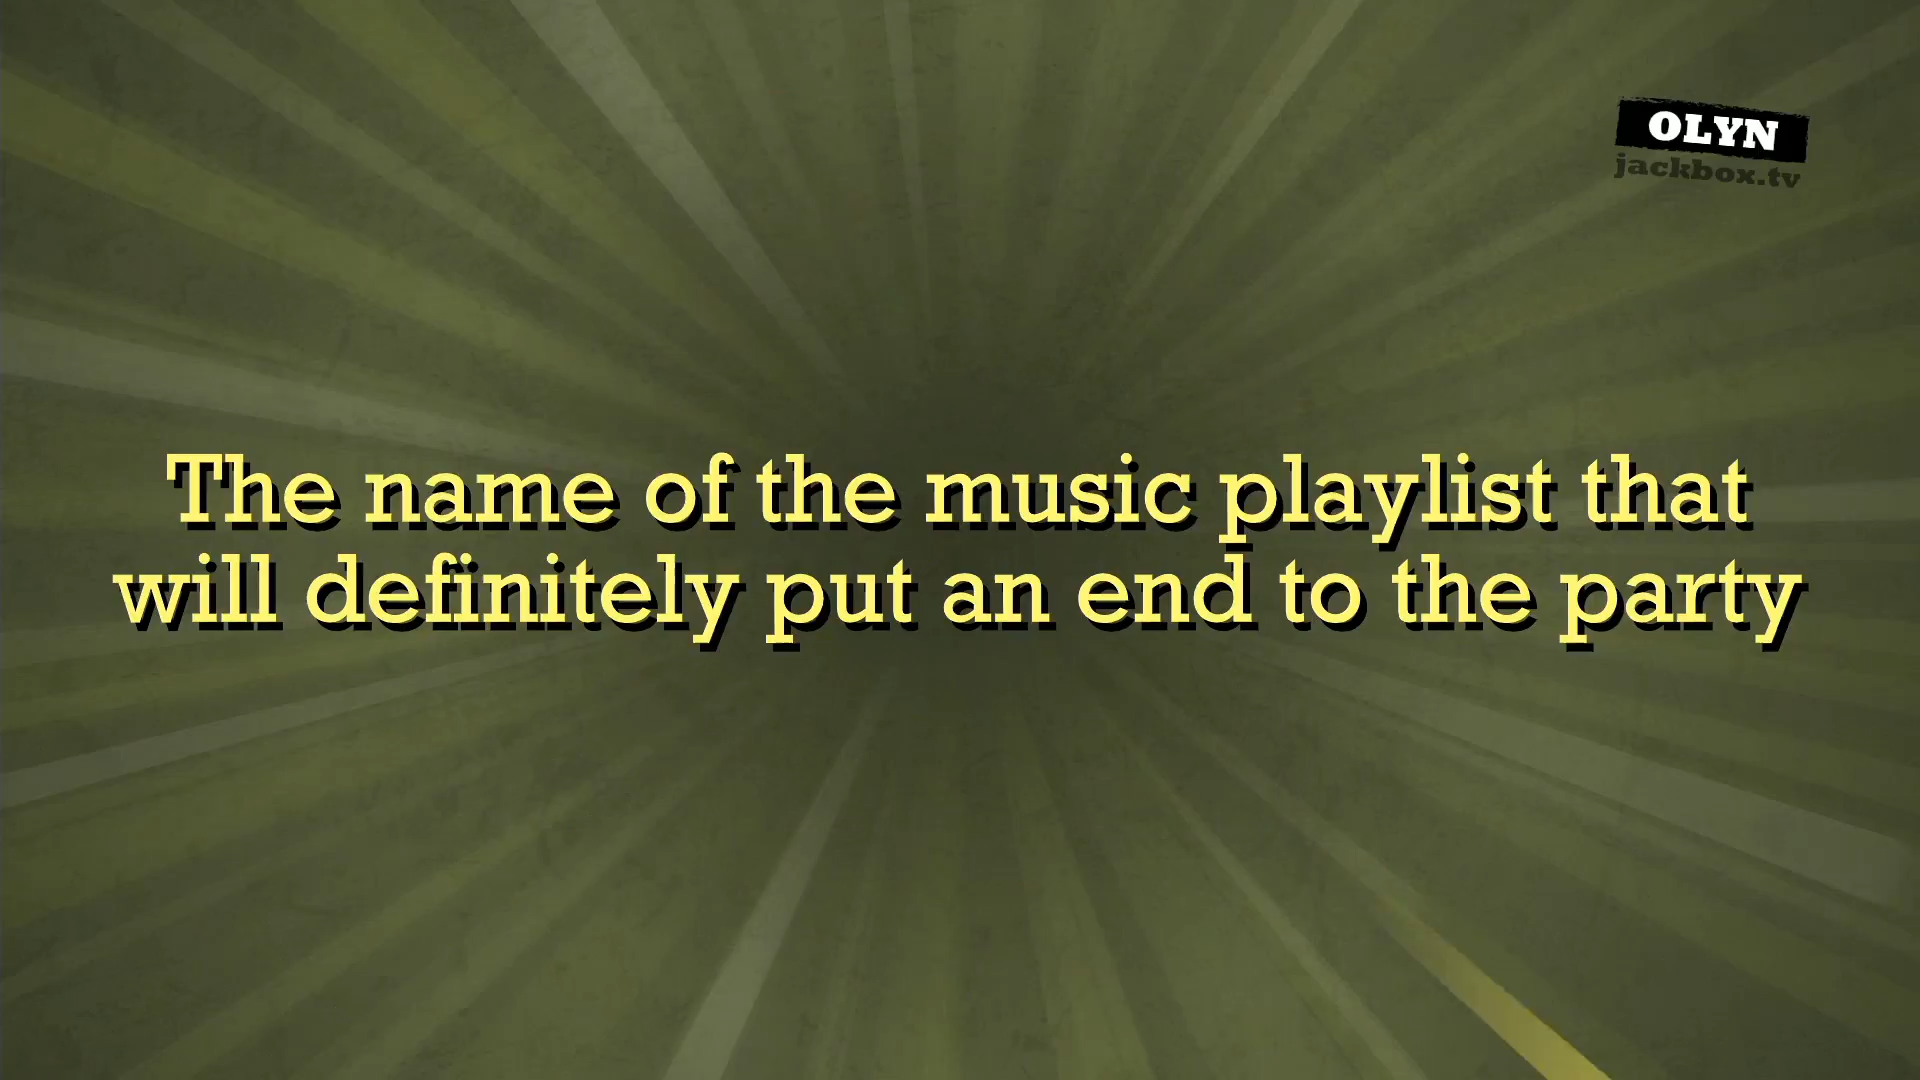 OLYN
jackbox.tv
The name of the music playlist that
will definitely put an end to the party